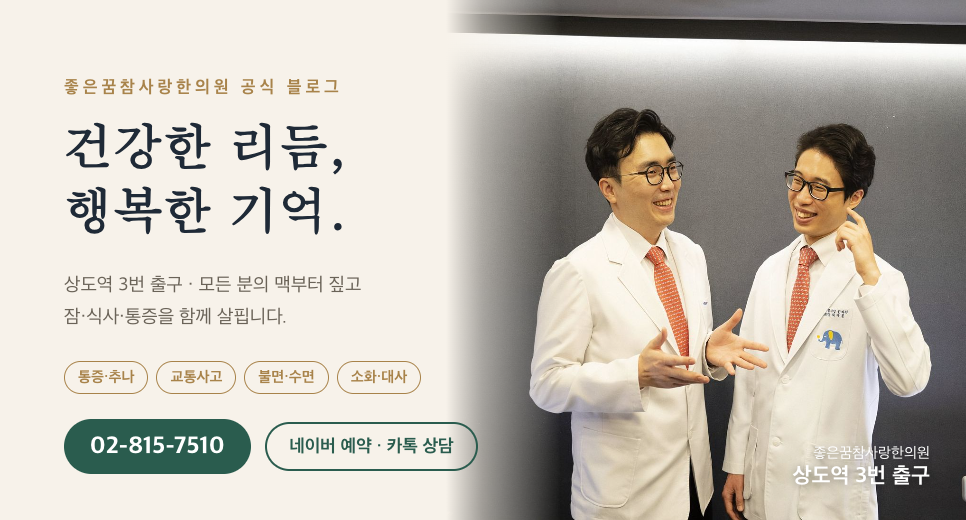 좋은꿈참사랑한의원 공식 블로그
건강한 리듬,
행복한 기억.
상도역 3번 출구 · 모든 분의 맥부터 짚고
잠·식사·통증을 함께 살핍니다.
통증·추나
교통사고
불면·수면
소화·대사
02-815-7510
네이버 예약 · 카톡 상담
좋은꿈참사랑한의원
상도역 3번 출구